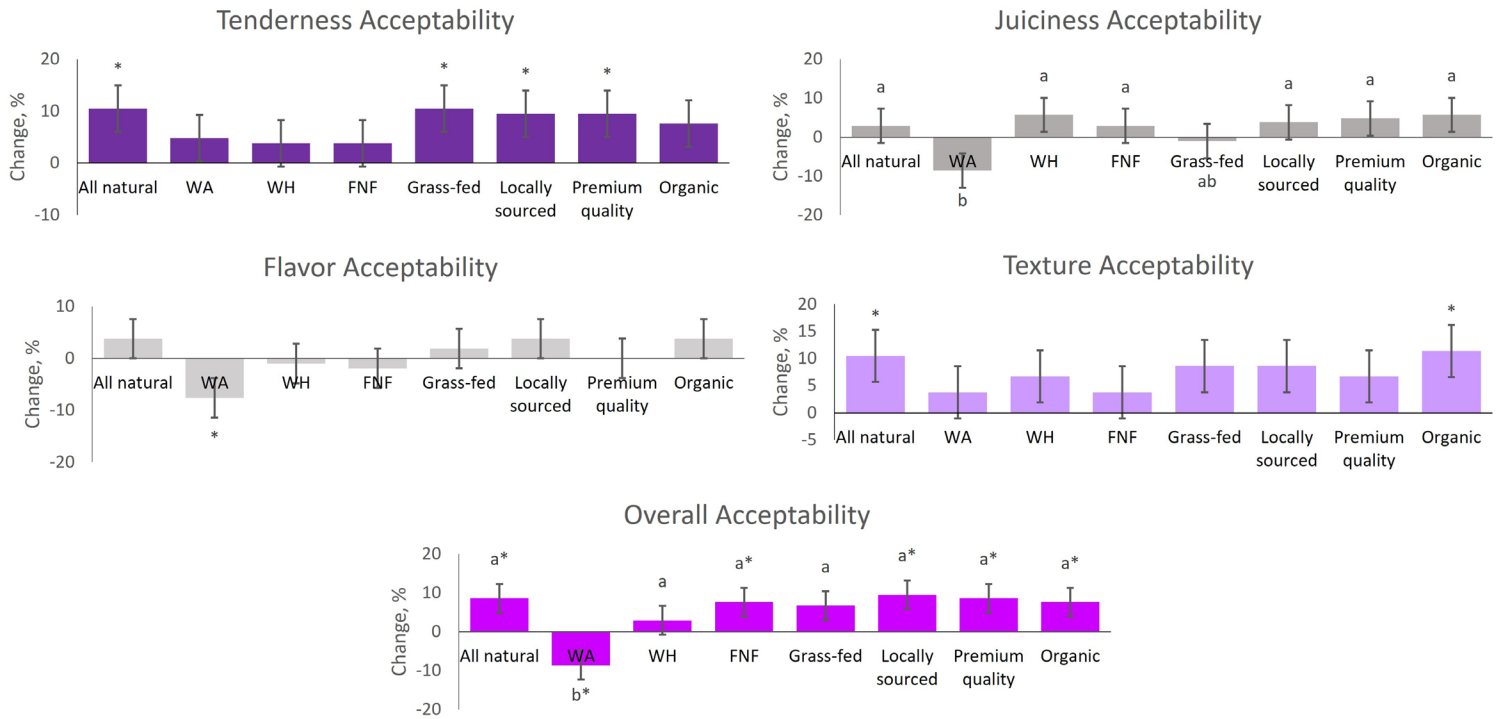 Tenderness Acceptability
Change, %
20
10
0
-10
* * * *
All natural WA WH FNF Grass-fed Locally Premium Organic
sourced quality
Juiciness Acceptability
Change, %
20
10
0
-10
-20
a a a a a a
All natural WA WH FNF Grass-fed Locally Premium Organic
sourced quality
b ab
Flavor Acceptability
Change, %
10
0
-10
-20
All natural WA WH FNF Grass-fed Locally Premium Organic
sourced quality
*
Texture Acceptability
Change, %
20
15
10
5
0
-5
* *
All natural WA WH FNF Grass-fed Locally Premium Organic
sourced quality
Overall Acceptability
Change, %
20
10
0
-10
-20
a* a a* a a* a* a*
All natural WA WH FNF Grass-fed Locally Premium Organic
sourced quality
b*